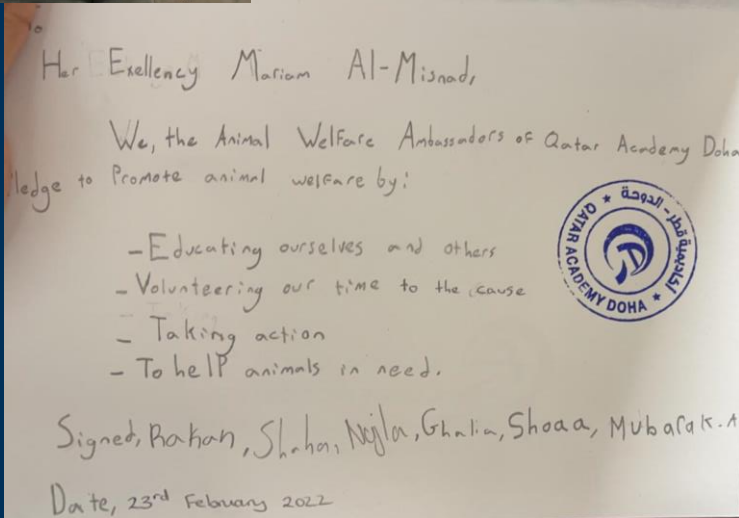 To
Her Exellency Mariam Al-Misnad,
We, the Animal Welfare Ambassadors of Qatar Academy Doha
ledge to Promote animal welfare by:
- Educating ourselves and others
- Volunteering our time to the cause
- Taking action
- To help animals in need.
أكاديمية قطر - الدوحة
QATAR ACADEMY DOHA
Signed, Rakan, Shaha, Nejla, Ghalia, Shoaa, Mubarak. A
Date, 23rd February 2022